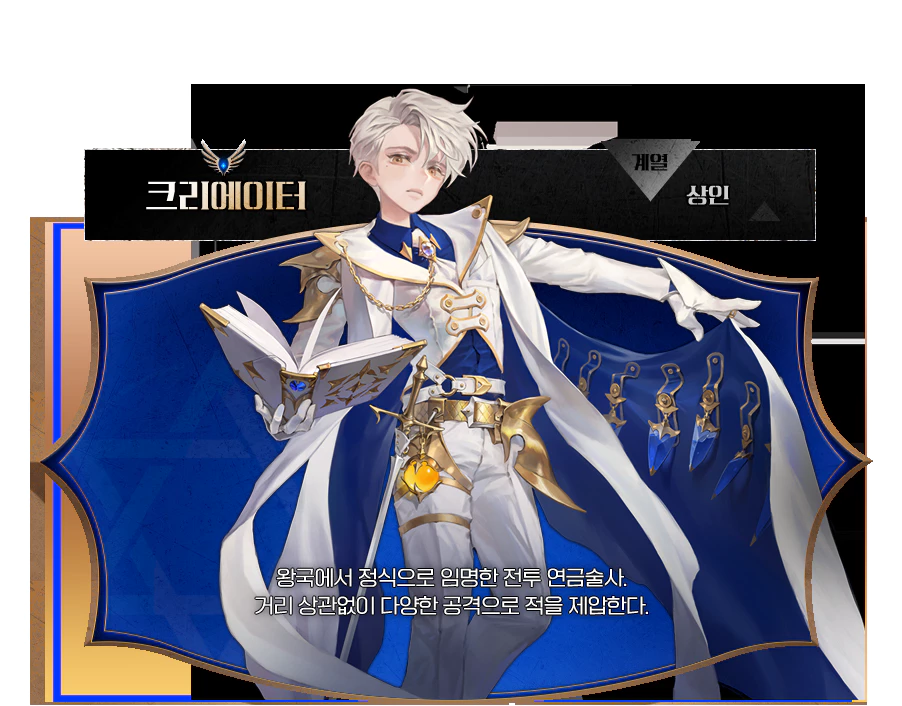 크리에이터
계열
상인
왕국에서 정식으로 임명한 전투 연금술사.
거리 상관없이 다양한 공격으로 적을 제압한다.